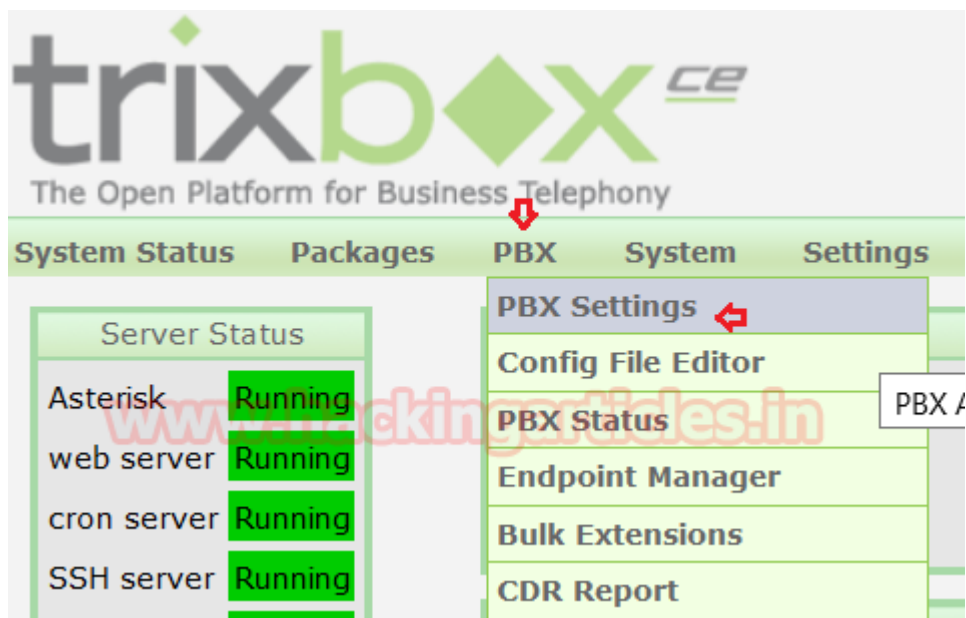 trixbox CE
The Open Platform for Business Telephony
System Status Packages PBX System Settings
Server Status
Asterisk Running
web server Running
cron server Running
SSH server Running
PBX Settings
Config File Editor
PBX Status
Endpoint Manager
Bulk Extensions
CDR Report
PBX A
www.hackingarticles.in